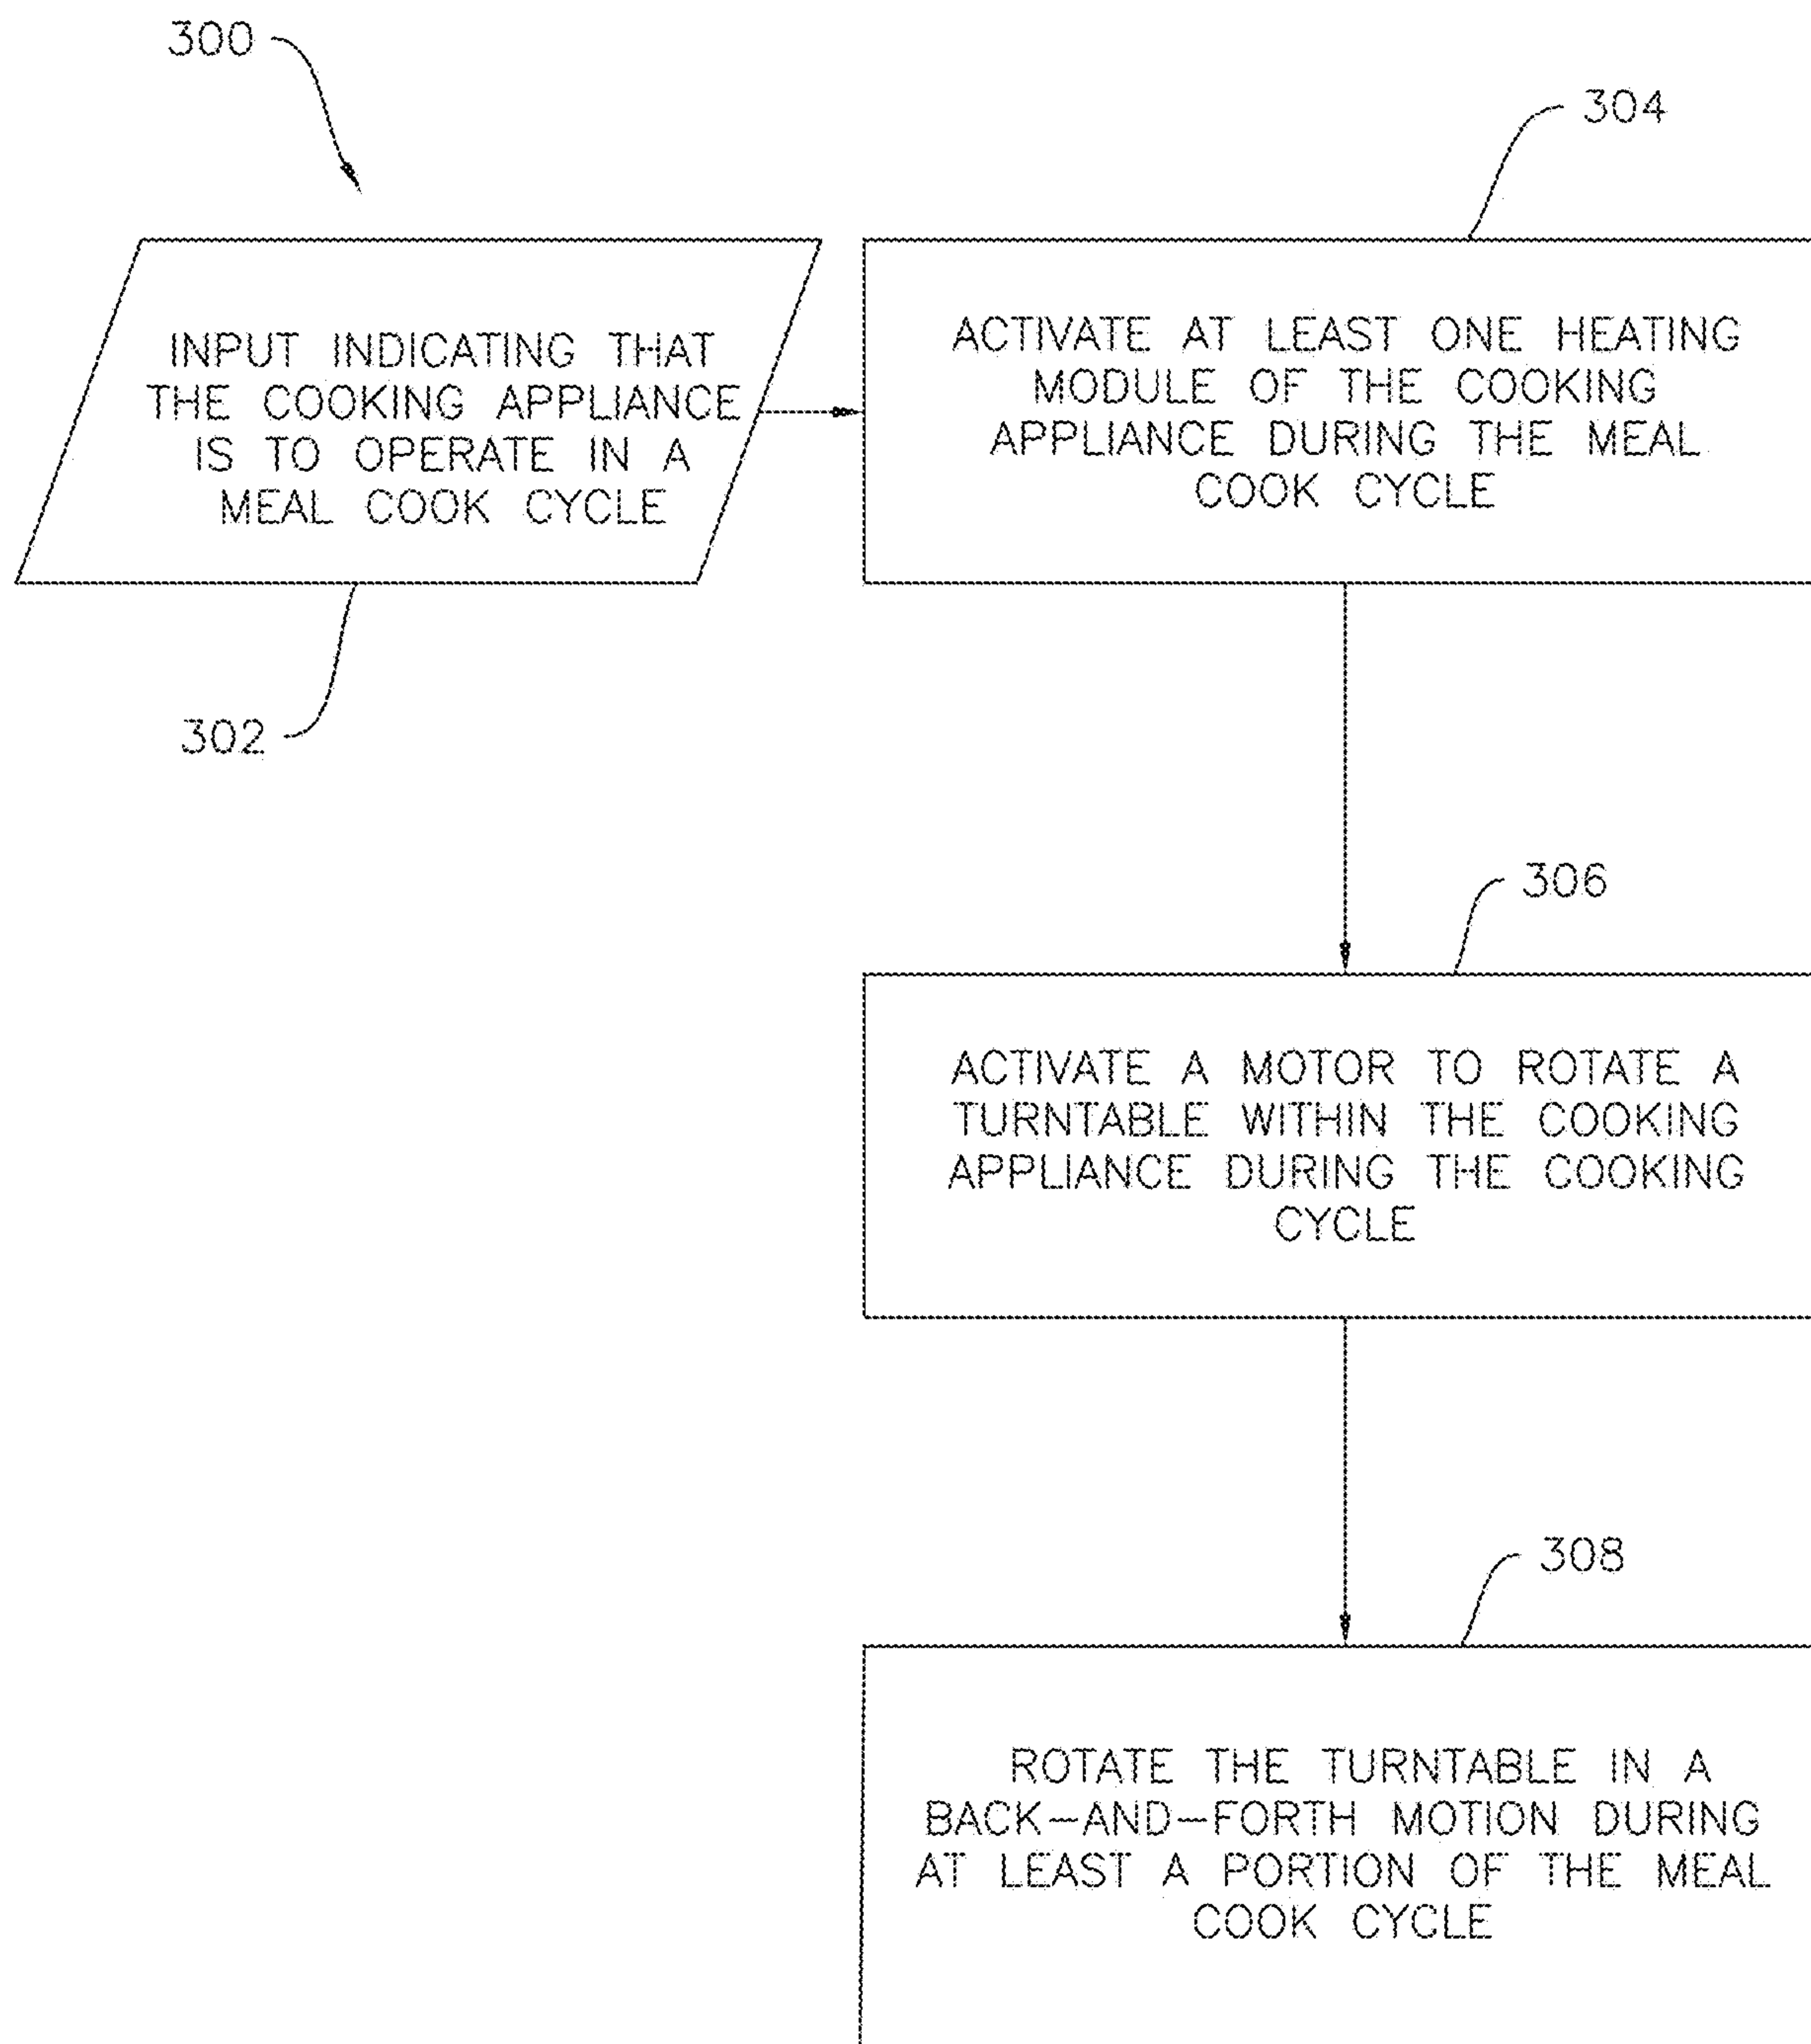 300
304
INPUT INDICATING THAT
THE COOKING APPLIANCE
IS TO OPERATE IN A
MEAL COOK CYCLE
ACTIVATE AT LEAST ONE HEATING
MODULE OF THE COOKING
APPLIANCE DURING THE MEAL
COOK CYCLE
302
306
ACTIVATE A MOTOR TO ROTATE A
TURNTABLE WITHIN THE COOKING
APPLIANCE DURING THE COOKING
CYCLE
308
ROTATE THE TURNTABLE IN A
BACK-AND-FORTH MOTION DURING
AT LEAST A PORTION OF THE MEAL
COOK CYCLE